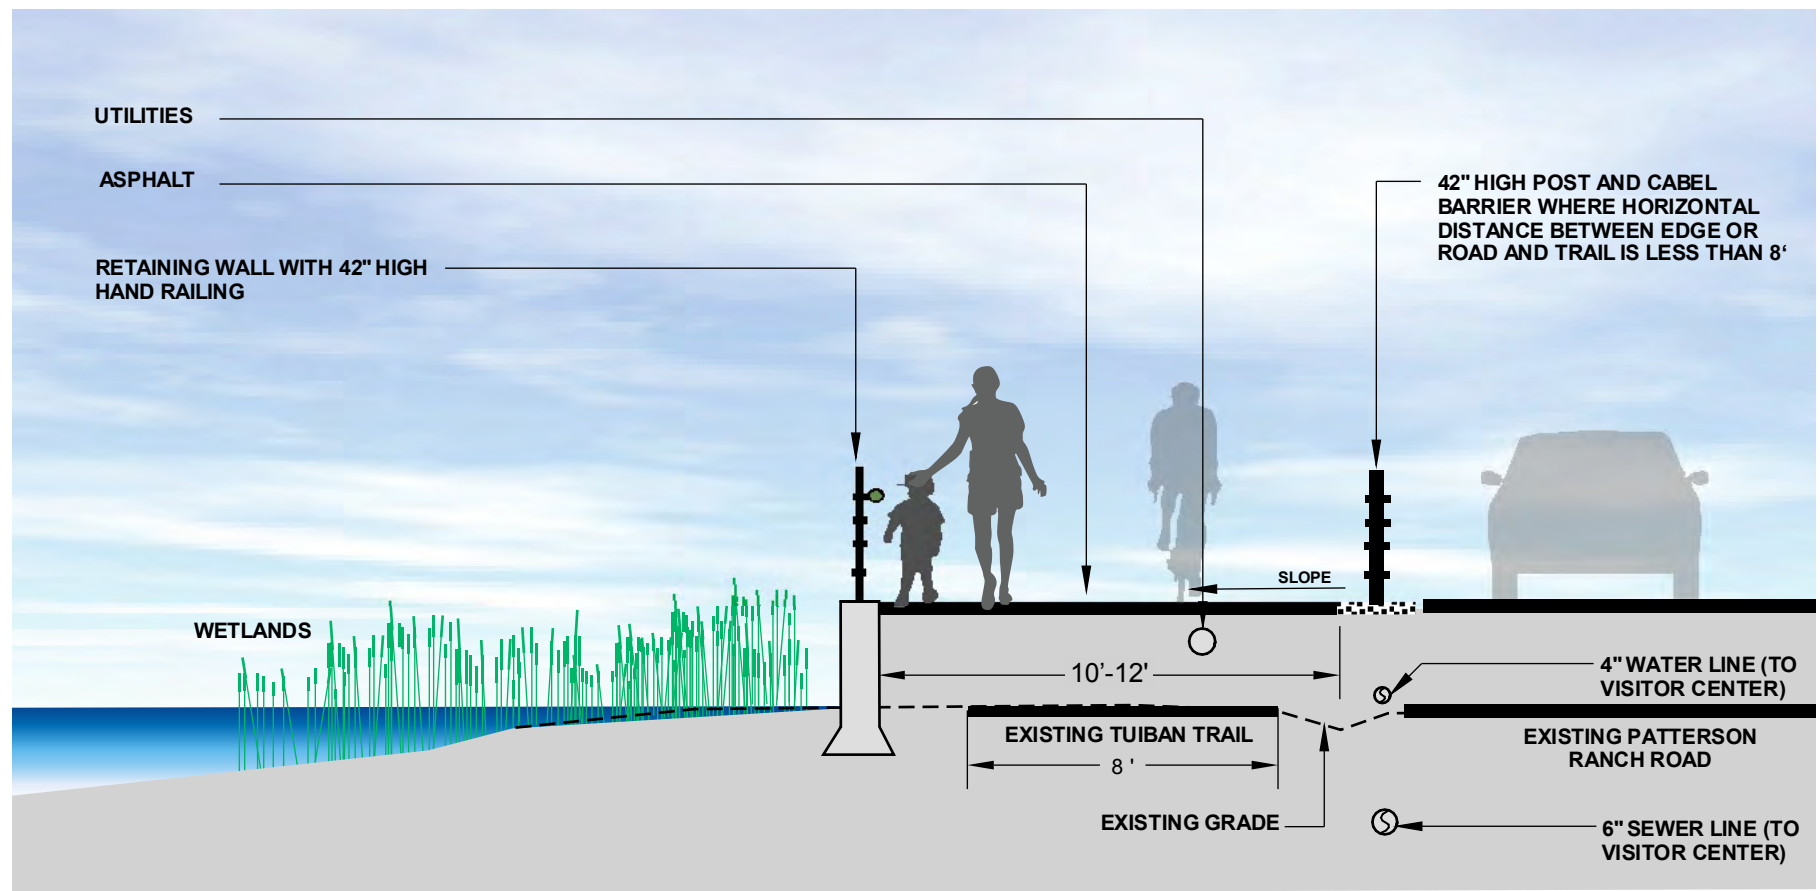 UTILITIES
ASPHALT
RETAINING WALL WITH 42" HIGH
HAND RAILING
42" HIGH POST AND CABEL
BARRIER WHERE HORIZONTAL
DISTANCE BETWEEN EDGE OR
ROAD AND TRAIL IS LESS THAN 8‘
SLOPE
WETLANDS
10’-12'
4" WATER LINE (TO
VISITOR CENTER)
EXISTING TUIBAN TRAIL
8 '
EXISTING PATTERSON
RANCH ROAD
EXISTING GRADE
6" SEWER LINE (TO
VISITOR CENTER)